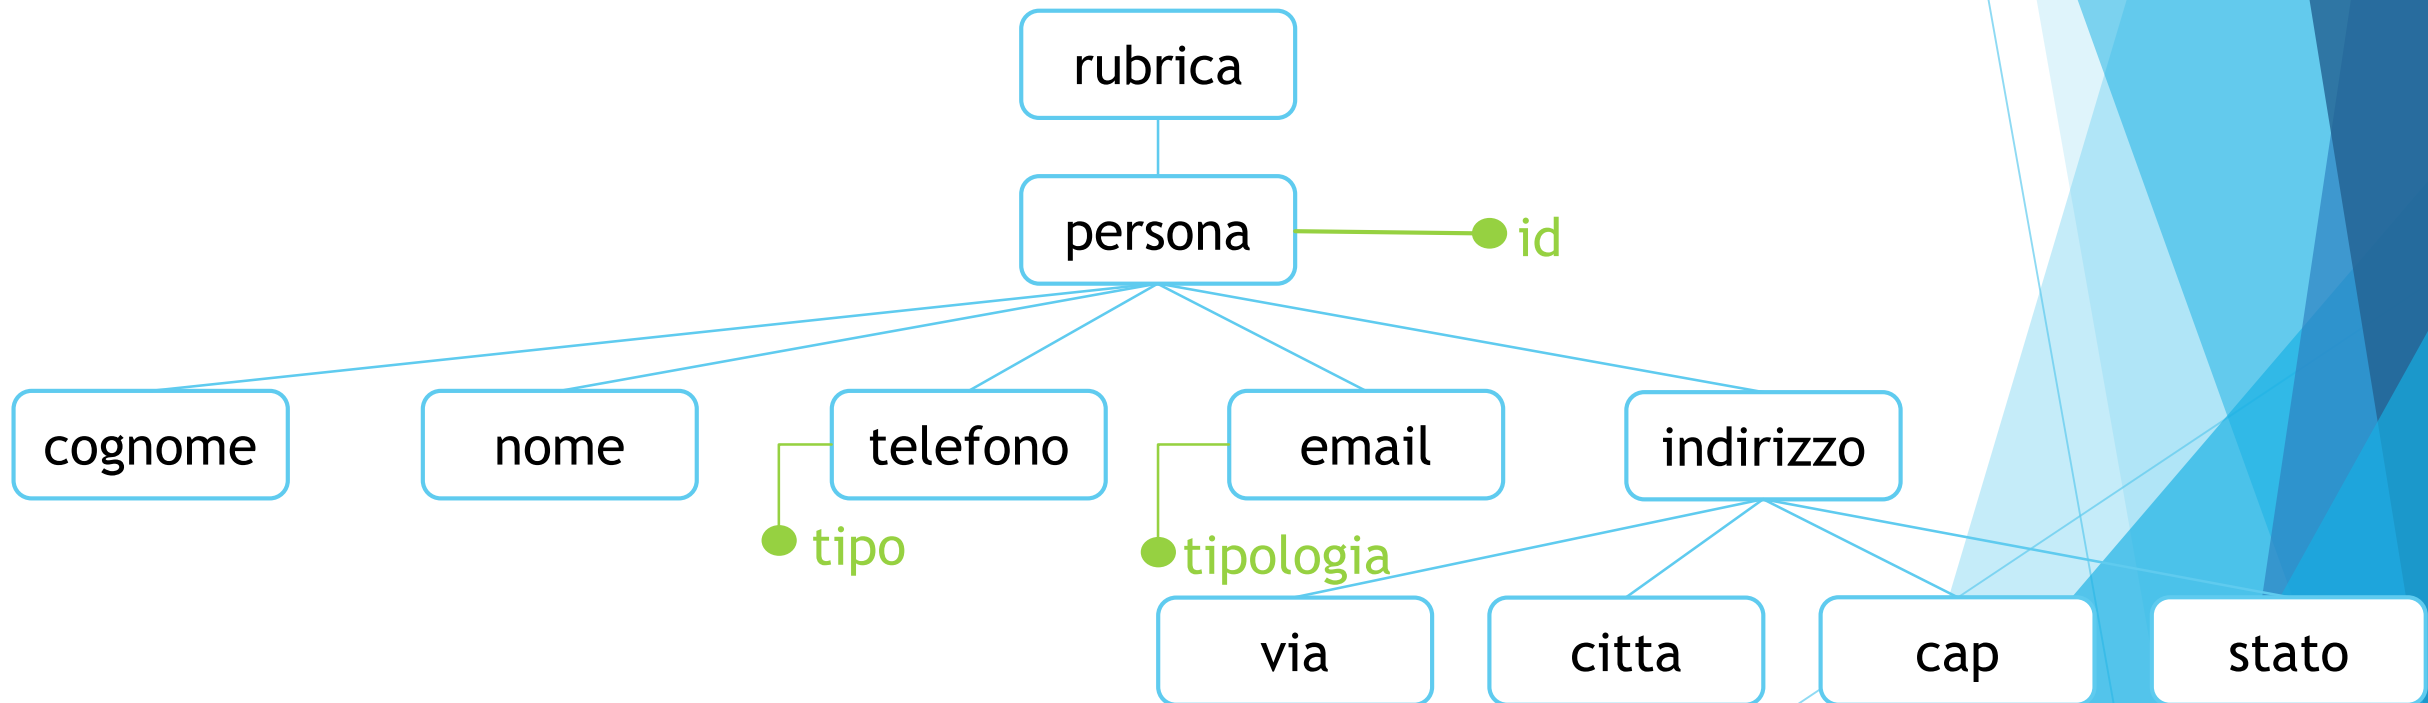 rubrica
persona
id
cognome
nome
telefono
email
indirizzo
tipo
tipologia
via
citta
cap
stato